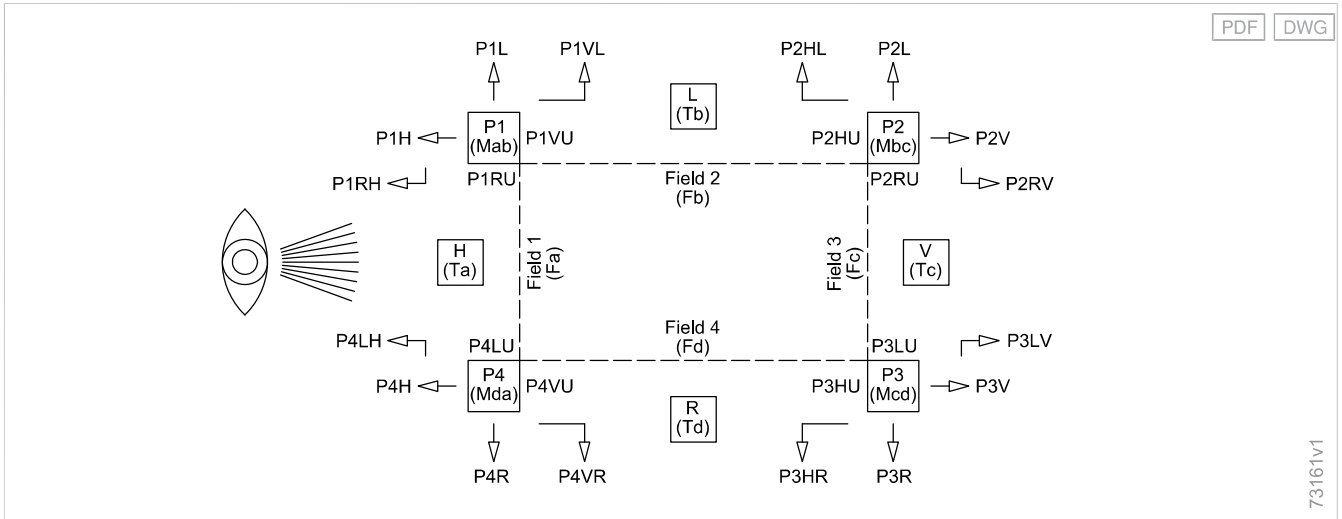 PDF DWG
P1L P1VL P2HL P2L
L
(Tb)
P1
(Mab)
P2
(Mbc)
P1H P1VU P2HU P2V
P1RH P1RU P2RU P2RV
Field 2
(Fb)
H
(Ta)
Field 1
(Fa)
Field 3
(Fc)
V
(Tc)
Field 4
(Fd)
P4LH P4LU P3LU P3LV
P4
(Mda)
P3
(Mcd)
P4H P4VU P3HU P3V
R
(Td)
P4R P4VR P3HR P3R
73161v1